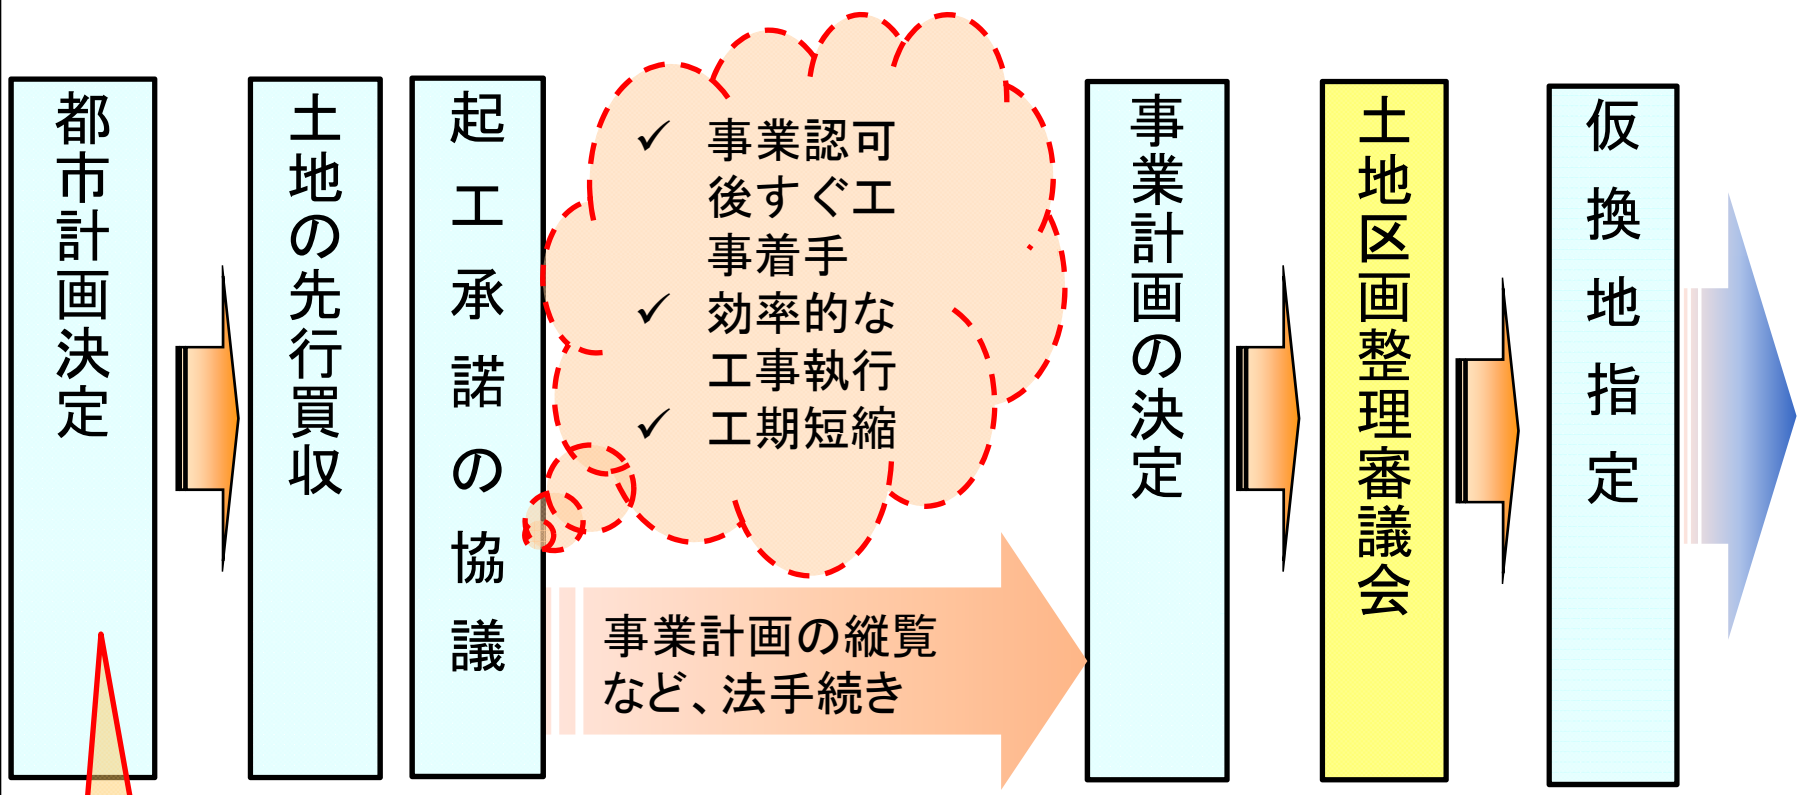 都市計画決定
土地の先行買収
起工承諾の協議
✓ 事業認可
後すぐ工
事着手
✓ 効率的な
工事執行
✓ 工期短縮
事業計画の縦覧
など、法手続き
事業計画の決定
土地区画整理審議会
仮換地指定